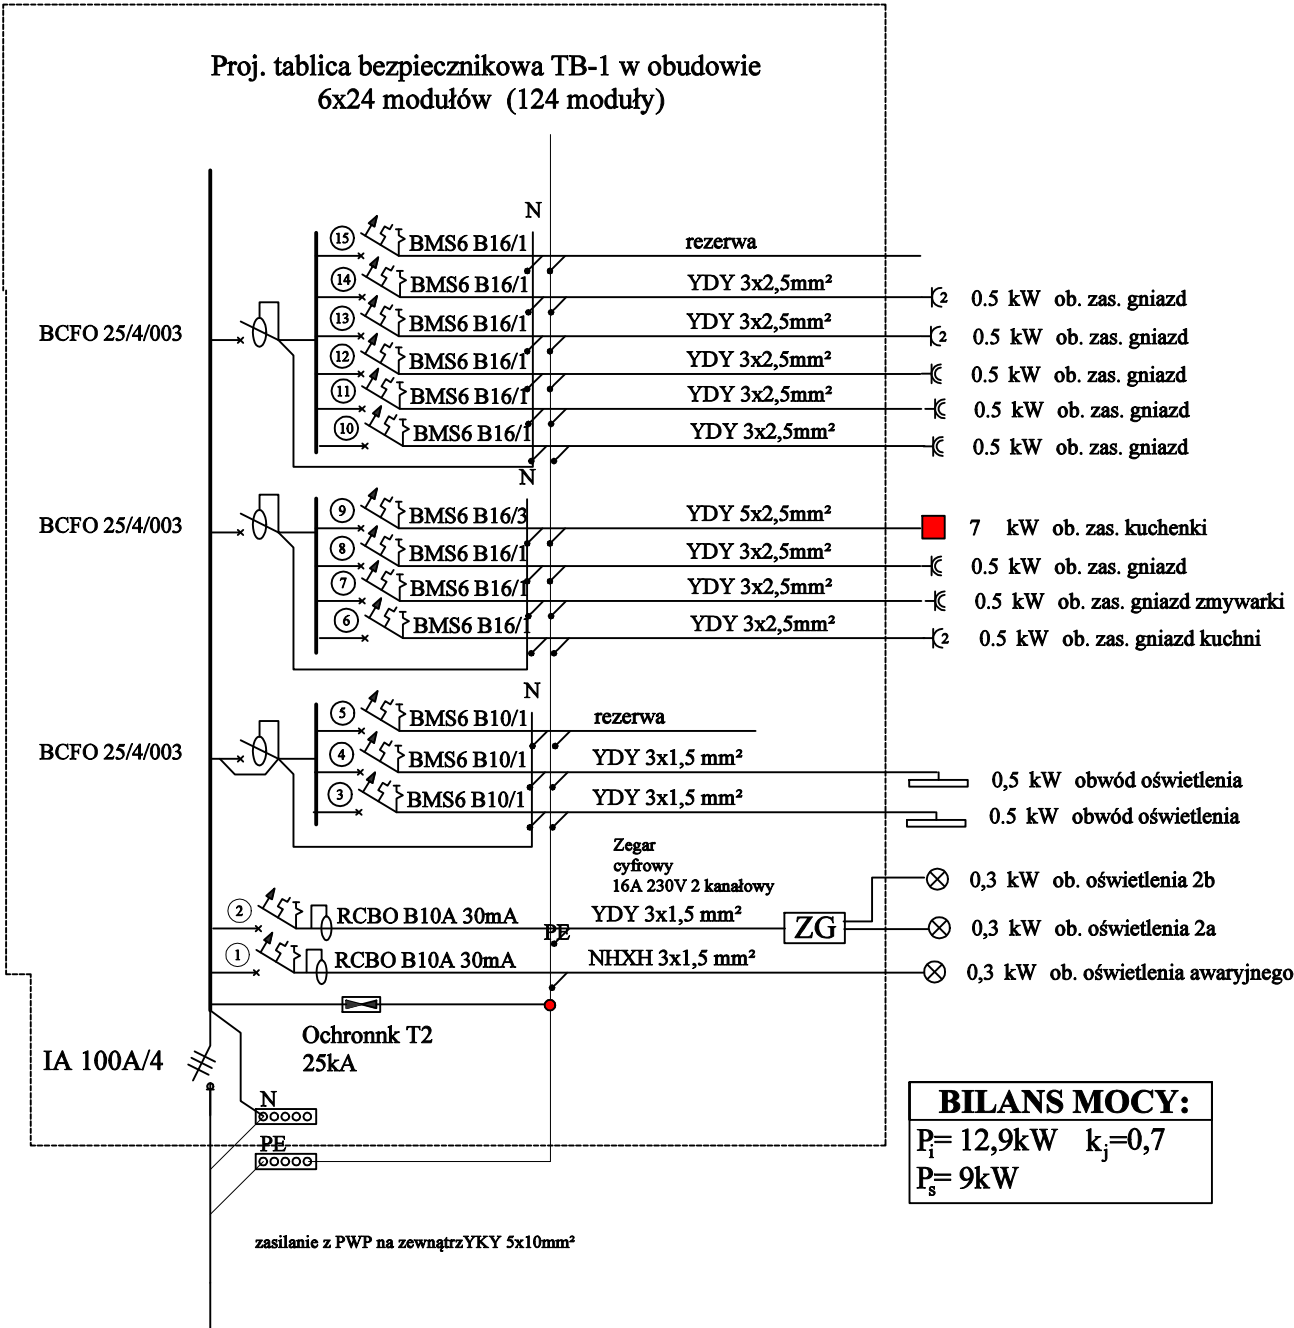 Proj. tablica bezpiecznikowa TB-1 w obudowie
6x24 modułów (124 moduły)
N
15 BMS6 B16/1 rezerwa
14 BMS6 B16/1 YDY 3x2,5mm² 2 0.5 kW ob. zas. gniazd
BCFO 25/4/003
13 BMS6 B16/1 YDY 3x2,5mm² 2 0.5 kW ob. zas. gniazd
12 BMS6 B16/1 YDY 3x2,5mm² 0.5 kW ob. zas. gniazd
11 BMS6 B16/1 YDY 3x2,5mm² 0.5 kW ob. zas. gniazd
10 BMS6 B16/1 YDY 3x2,5mm² 0.5 kW ob. zas. gniazd
N
BCFO 25/4/003
9 BMS6 B16/3 YDY 5x2,5mm² 7 kW ob. zas. kuchenki
8 BMS6 B16/1 YDY 3x2,5mm² 0.5 kW ob. zas. gniazd
7 BMS6 B16/1 YDY 3x2,5mm² 0.5 kW ob. zas. gniazd zmywarki
6 BMS6 B16/1 YDY 3x2,5mm² 2 0.5 kW ob. zas. gniazd kuchni
N
5 BMS6 B10/1 rezerwa
BCFO 25/4/003
4 BMS6 B10/1 YDY 3x1,5 mm² 0,5 kW obwód oświetlenia
3 BMS6 B10/1 YDY 3x1,5 mm² 0.5 kW obwód oświetlenia
Zegar
cyfrowy
16A 230V 2 kanałowy
0,3 kW ob. oświetlenia 2b
2 RCBO B10A 30mA YDY 3x1,5 mm² ZG 0,3 kW ob. oświetlenia 2a
PE
1 RCBO B10A 30mA NHXH 3x1,5 mm² 0,3 kW ob. oświetlenia awaryjnego
Ochronnk T2
25kA
IA 100A/4
N
PE
BILANS MOCY:
Pi= 12,9kW kj=0,7
Ps= 9kW
zasilanie z PWP na zewnątrzYKY 5x10mm²